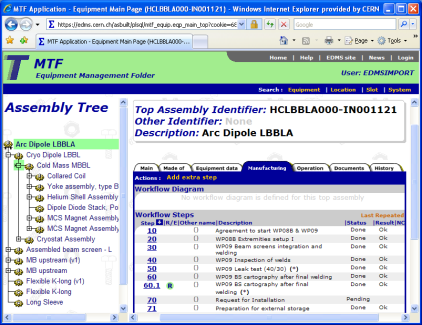 MTF Application - Equipment Main Page (HCLBBLA000-IN001121) - Windows Internet Explorer provided by CERN
https://edms.cern.ch/asbuilt/plsql/mtf_equip.eqp_main_top?cookie=6
Google
MTF Application - Equipment Main Page (HCLBBLA000-...
Page
Tools
Home | Help | EDMS site | News | Login
MTF
Equipment Management Folder
User: EDMSIMPORT
Search : Equipment | Location | Slot | System
Assembly Tree
Arc Dipole LBBLA
Cryo Dipole LBBL
Cold Mass MBBL
Collared Coil
Yoke assembly, type B
Helium Shell Assembly
Dipole Diode Stack, Po
MCS Magnet Assembly
MCS Magnet Assembly
Cryostat Assembly
Assembled beam screen - L
MB upstream
MB upstream
Flexible K-long (v1)
Flexible K-long
Long Sleeve
Top Assembly Identifier: HCLBBLA000-IN001121
Other Identifier: None
Description: Arc Dipole LBBLA
Main Made of Equipment data Manufacturing Operation Documents History
Actions : Add extra step
Workflow Diagram
No workflow diagram is defined for this top assembly
Workflow Steps Last Repeated
Step |R/E|Other name|Description |Status |Result|NC
10 () Agreement to start WP08B & WP09 Done Ok
20 () WP08B Extremities setup I Done Ok
30 () WP09 Beam screens integration and welding Done Ok
40 () WP09 Inspection of welds Done Ok
50 () WP09 Leak test (40/30) (*) Done Ok
60 () WP09 BS cartography after final welding Done Ok
60.1 R () WP09 BS cartography after final welding (*) Done Ok
70 () Request for Installation Pending
71 () Preparation for external storage Done Ok